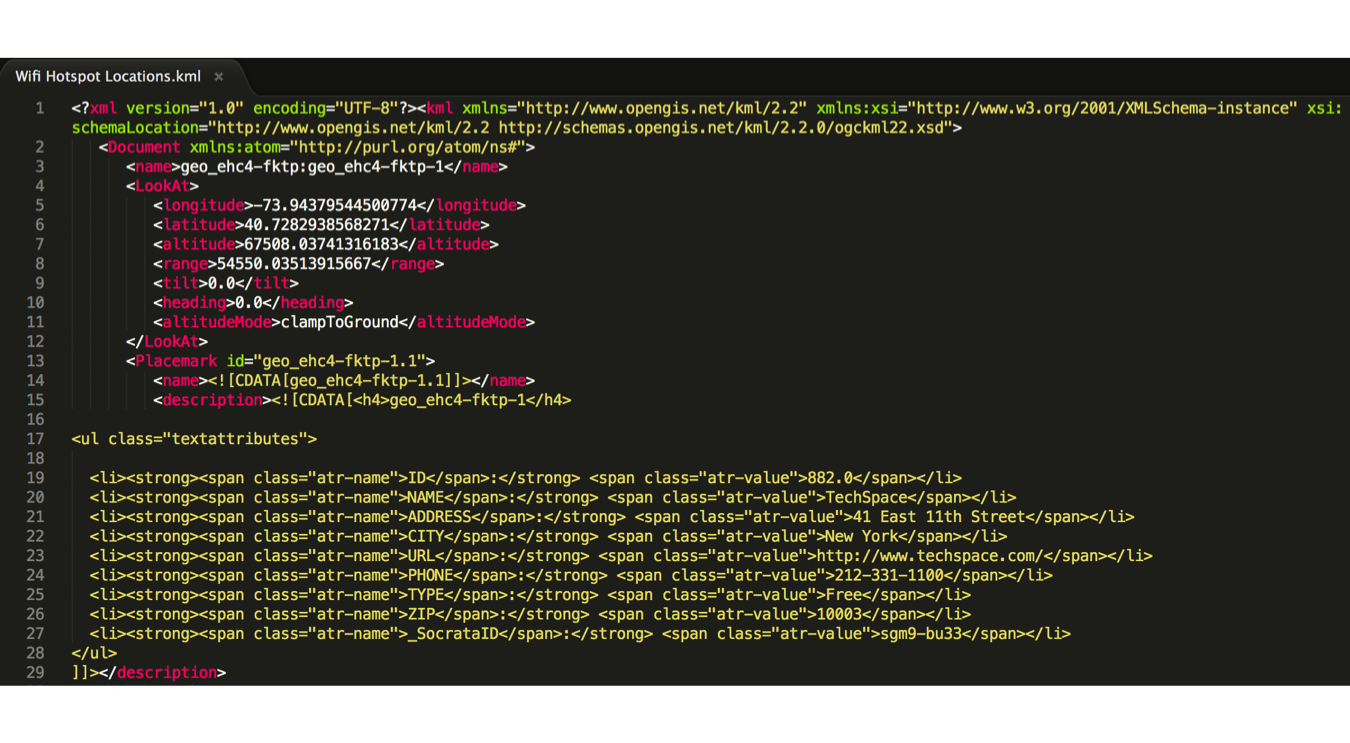 Wifi Hotspot Locations.kml ×
1 <?xml version="1.0" encoding="UTF-8"?><kml xmlns="http://www.opengis.net/kml/2.2" xmlns:xsi="http://www.w3.org/2001/XMLSchema-instance" xsi:
schemaLocation="http://www.opengis.net/kml/2.2 http://schemas.opengis.net/kml/2.2.0/ogckml22.xsd">
2 <Document xmlns:atom="http://purl.org/atom/ns#">
3 <name>geo_ehc4-fktp:geo_ehc4-fktp-1</name>
4 <LookAt>
5 <longitude>-73.94379544500774</longitude>
6 <latitude>40.7282938568271</latitude>
7 <altitude>67508.03741316183</altitude>
8 <range>54550.03513915667</range>
9 <tilt>0.0</tilt>
10 <heading>0.0</heading>
11 <altitudeMode>clampToGround</altitudeMode>
12 </LookAt>
13 <Placemark id="geo_ehc4-fktp-1.1">
14 <name><![CDATA[geo_ehc4-fktp-1.1]]></name>
15 <description><![CDATA[<h4>geo_ehc4-fktp-1</h4>
16
17 <ul class="textattributes">
18
19 <li><strong><span class="atr-name">ID</span>:</strong> <span class="atr-value">882.0</span></li>
20 <li><strong><span class="atr-name">NAME</span>:</strong> <span class="atr-value">TechSpace</span></li>
21 <li><strong><span class="atr-name">ADDRESS</span>:</strong> <span class="atr-value">41 East 11th Street</span></li>
22 <li><strong><span class="atr-name">CITY</span>:</strong> <span class="atr-value">New York</span></li>
23 <li><strong><span class="atr-name">URL</span>:</strong> <span class="atr-value">http://www.techspace.com/</span></li>
24 <li><strong><span class="atr-name">PHONE</span>:</strong> <span class="atr-value">212-331-1100</span></li>
25 <li><strong><span class="atr-name">TYPE</span>:</strong> <span class="atr-value">Free</span></li>
26 <li><strong><span class="atr-name">ZIP</span>:</strong> <span class="atr-value">10003</span></li>
27 <li><strong><span class="atr-name">_SocrataID</span>:</strong> <span class="atr-value">sgm9-bu33</span></li>
28 </ul>
29 ]]></description>